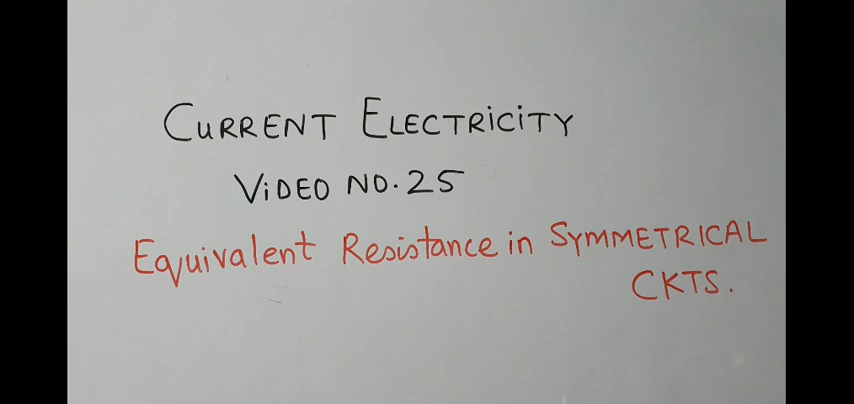 CURRENT ELECTRiCiTY
ViDEO NO.25
Equivalent Resistance in SYMMETRICAL
CKTS.